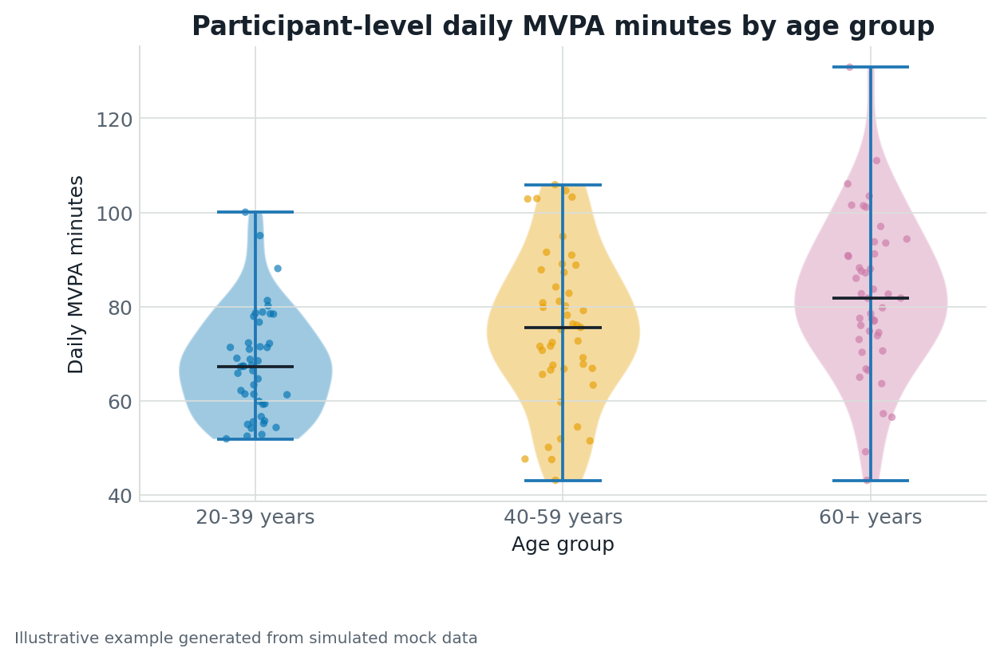 Participant-level daily MVPA minutes by age group
Daily MVPA minutes
120
100
80
60
40
20-39 years
40-59 years
60+ years
Age group
Illustrative example generated from simulated mock data